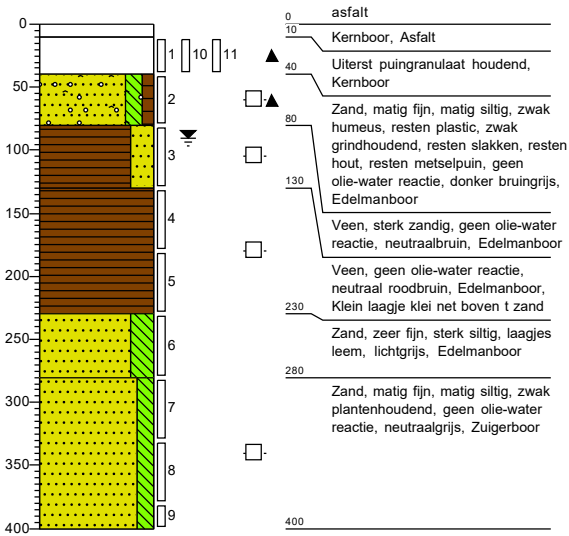 0
50
100
150
200
250
300
350
400
1 10 11
2
3
4
5
6
7
8
9
0 asfalt
10 Kernboor, Asfalt
40 Uiterst puingranulaat houdend,
Kernboor
80 Zand, matig fijn, matig siltig, zwak
humeus, resten plastic, zwak
grindhoudend, resten slakken, resten
hout, resten metselpuin, geen
olie-water reactie, donker bruingrijs,
Edelmanboor
130 Veen, sterk zandig, geen olie-water
reactie, neutraalbruin, Edelmanboor
230 Veen, geen olie-water reactie,
neutraal roodbruin, Edelmanboor,
Klein laagje klei net boven t zand
280 Zand, zeer fijn, sterk siltig, laagjes
leem, lichtgrijs, Edelmanboor
Zand, matig fijn, matig siltig, zwak
plantenhoudend, geen olie-water
reactie, neutraalgrijs, Zuigerboor
400